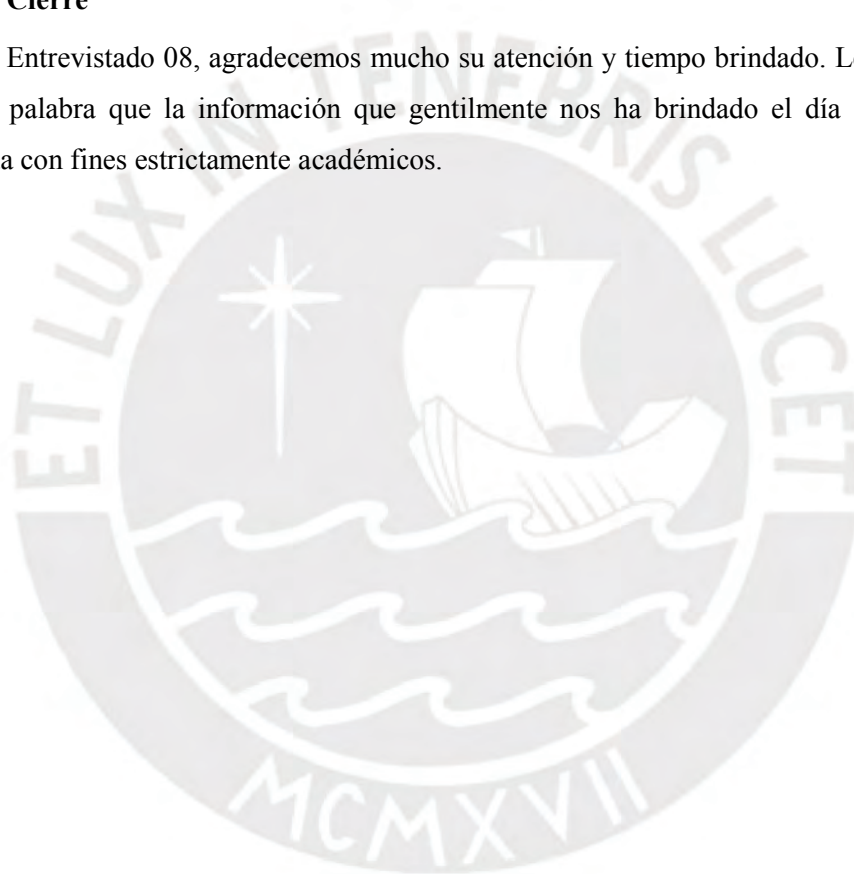 Cierre
Entrevistado 08, agradecemos mucho su atención y tiempo brindado. L
palabra que la información que gentilmente nos ha brindado el día
a con fines estrictamente académicos.
ET LUX IN TENEBRIS LUCET
MCMXVII